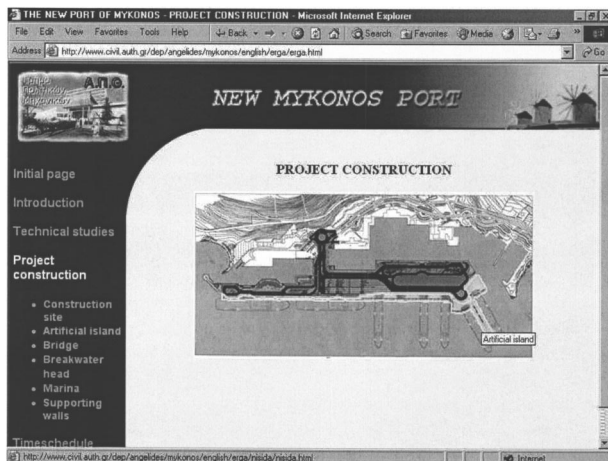 THE NEW PORT OF MYKONOS - PROJECT CONSTRUCTION - Microsoft Internet Explorer
File Edit View Favorites Tools Help Back Search Favorites Media
Address http://www.civil.auth.gr/dep/angelides/mykonos/english/erga/erga.html Go
Α.Π.Θ.
NEW MYKONOS PORT
PROJECT CONSTRUCTION
Initial page
Introduction
Technical studies
Project
construction
Construction
site
Artificial island
Bridge
Breakwater
head
Marina
Supporting
walls
Timeschedule
Artificial island
http://www.civil.auth.gr/dep/angelides/mykonos/english/erga/nisida/nisida.html Internet